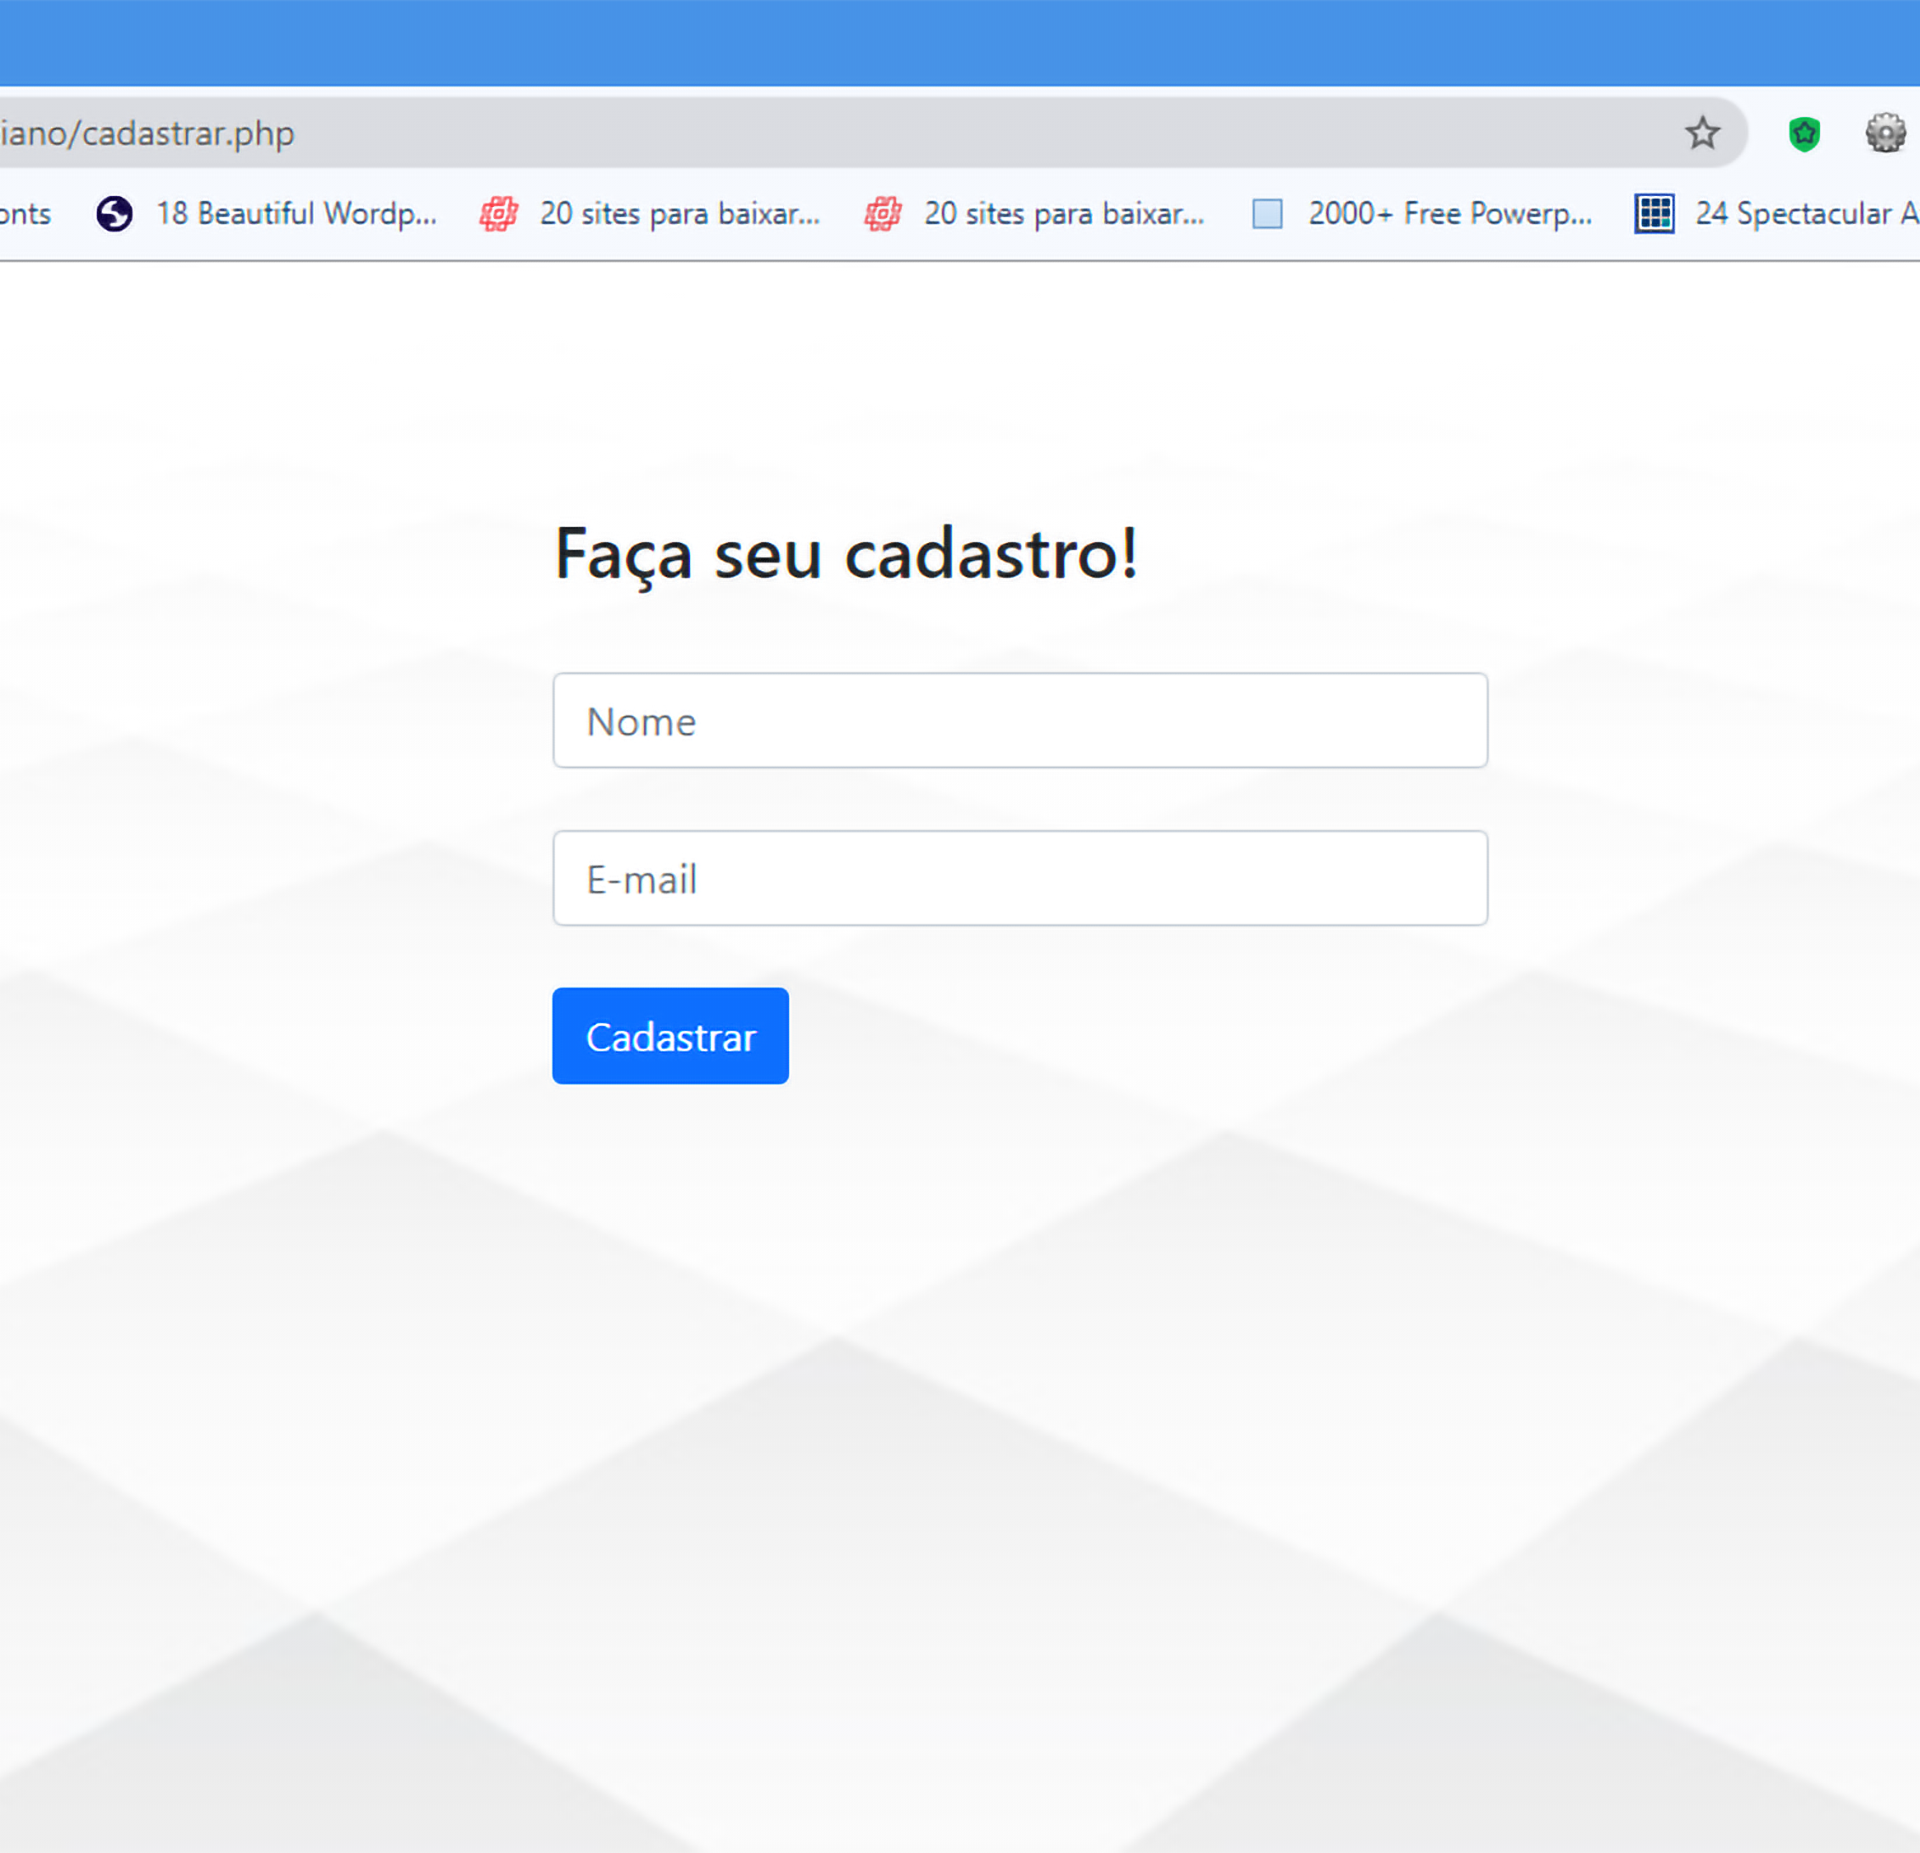 iano/cadastrar.php
onts 18 Beautiful Wordp... 20 sites para baixar... 20 sites para baixar... 2000+ Free Powerp... 24 Spectacular A
Faça seu cadastro!
Nome
E-mail
Cadastrar